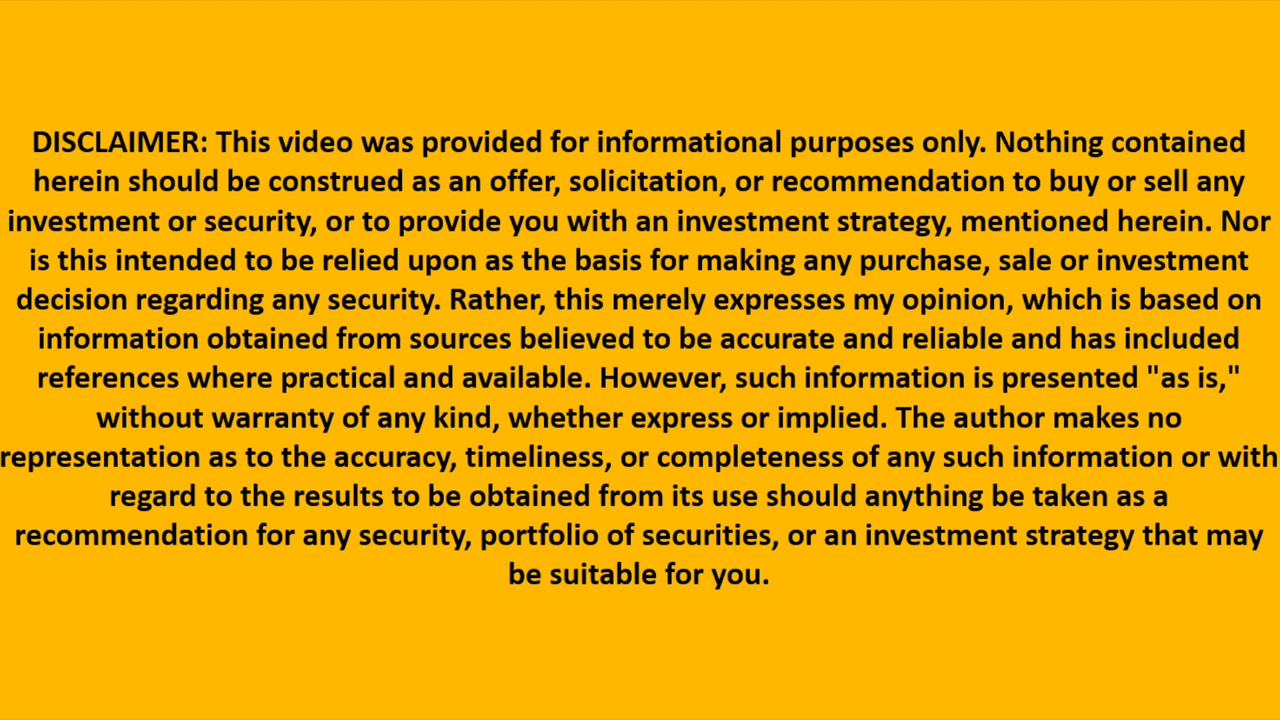 DISCLAIMER: This video was provided for informational purposes only. Nothing contained
herein should be construed as an offer, solicitation, or recommendation to buy or sell any
investment or security, or to provide you with an investment strategy, mentioned herein. Nor
is this intended to be relied upon as the basis for making any purchase, sale or investment
decision regarding any security. Rather, this merely expresses my opinion, which is based on
information obtained from sources believed to be accurate and reliable and has included
references where practical and available. However, such information is presented "as is,"
without warranty of any kind, whether express or implied. The author makes no
representation as to the accuracy, timeliness, or completeness of any such information or with
regard to the results to be obtained from its use should anything be taken as a
recommendation for any security, portfolio of securities, or an investment strategy that may
be suitable for you.